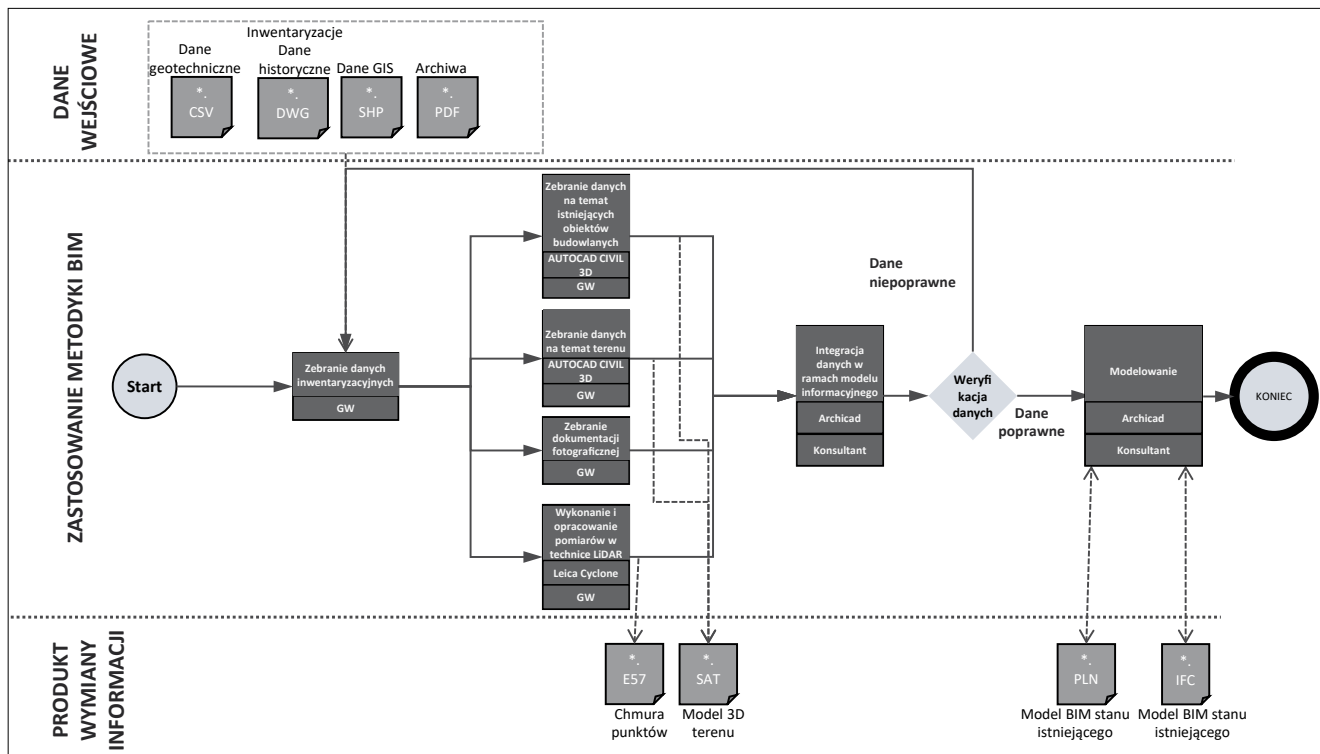 DANE
WEJŚCIOWE
Inwentaryzacje
Dane
geotechniczne
Dane
historyczne
Dane GIS
Archiwa
*.
CSV
*.
DWG
*.
SHP
*.
PDF
ZASTOSOWANIE METODYKI BIM
Start
Zebranie danych
inwentaryzacyjnych
GW
Zebranie danych
na temat
istniejących
obiektów
budowlanych
AUTOCAD CIVIL
3D
GW
Zebranie danych
na temat terenu
AUTOCAD CIVIL
3D
GW
Zebranie
dokumentacji
fotograficznej
GW
Wykonanie i
opracowanie
pomiarów w
technice LiDAR
Leica Cyclone
GW
Integracja
danych w
ramach modelu
informacyjnego
Archicad
Konsultant
Dane
niepoprawne
Weryfi
kacja
danych
Dane
poprawne
Modelowanie
Archicad
Konsultant
KONIEC
PRODUKT
WYMIANY
INFORMACJI
*.
E57
Chmura
punktów
*.
SAT
Model 3D
terenu
*.
PLN
Model BIM stanu
istniejącego
*.
IFC
Model BIM stanu
istniejącego